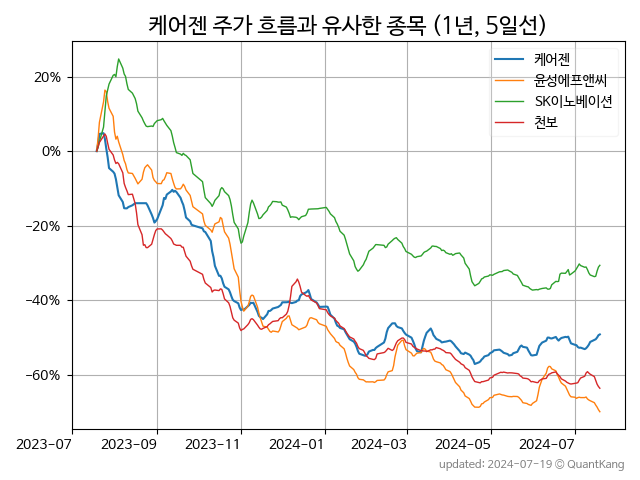 케어젠 주가 흐름과 유사한 종목 (1년, 5일선)
케어젠
윤성에프앤씨
SK이노베이션
천보
20%
0%
−20%
−40%
−60%
2023-07 2023-09 2023-11 2024-01 2024-03 2024-05 2024-07
updated: 2024-07-19 © QuantKang